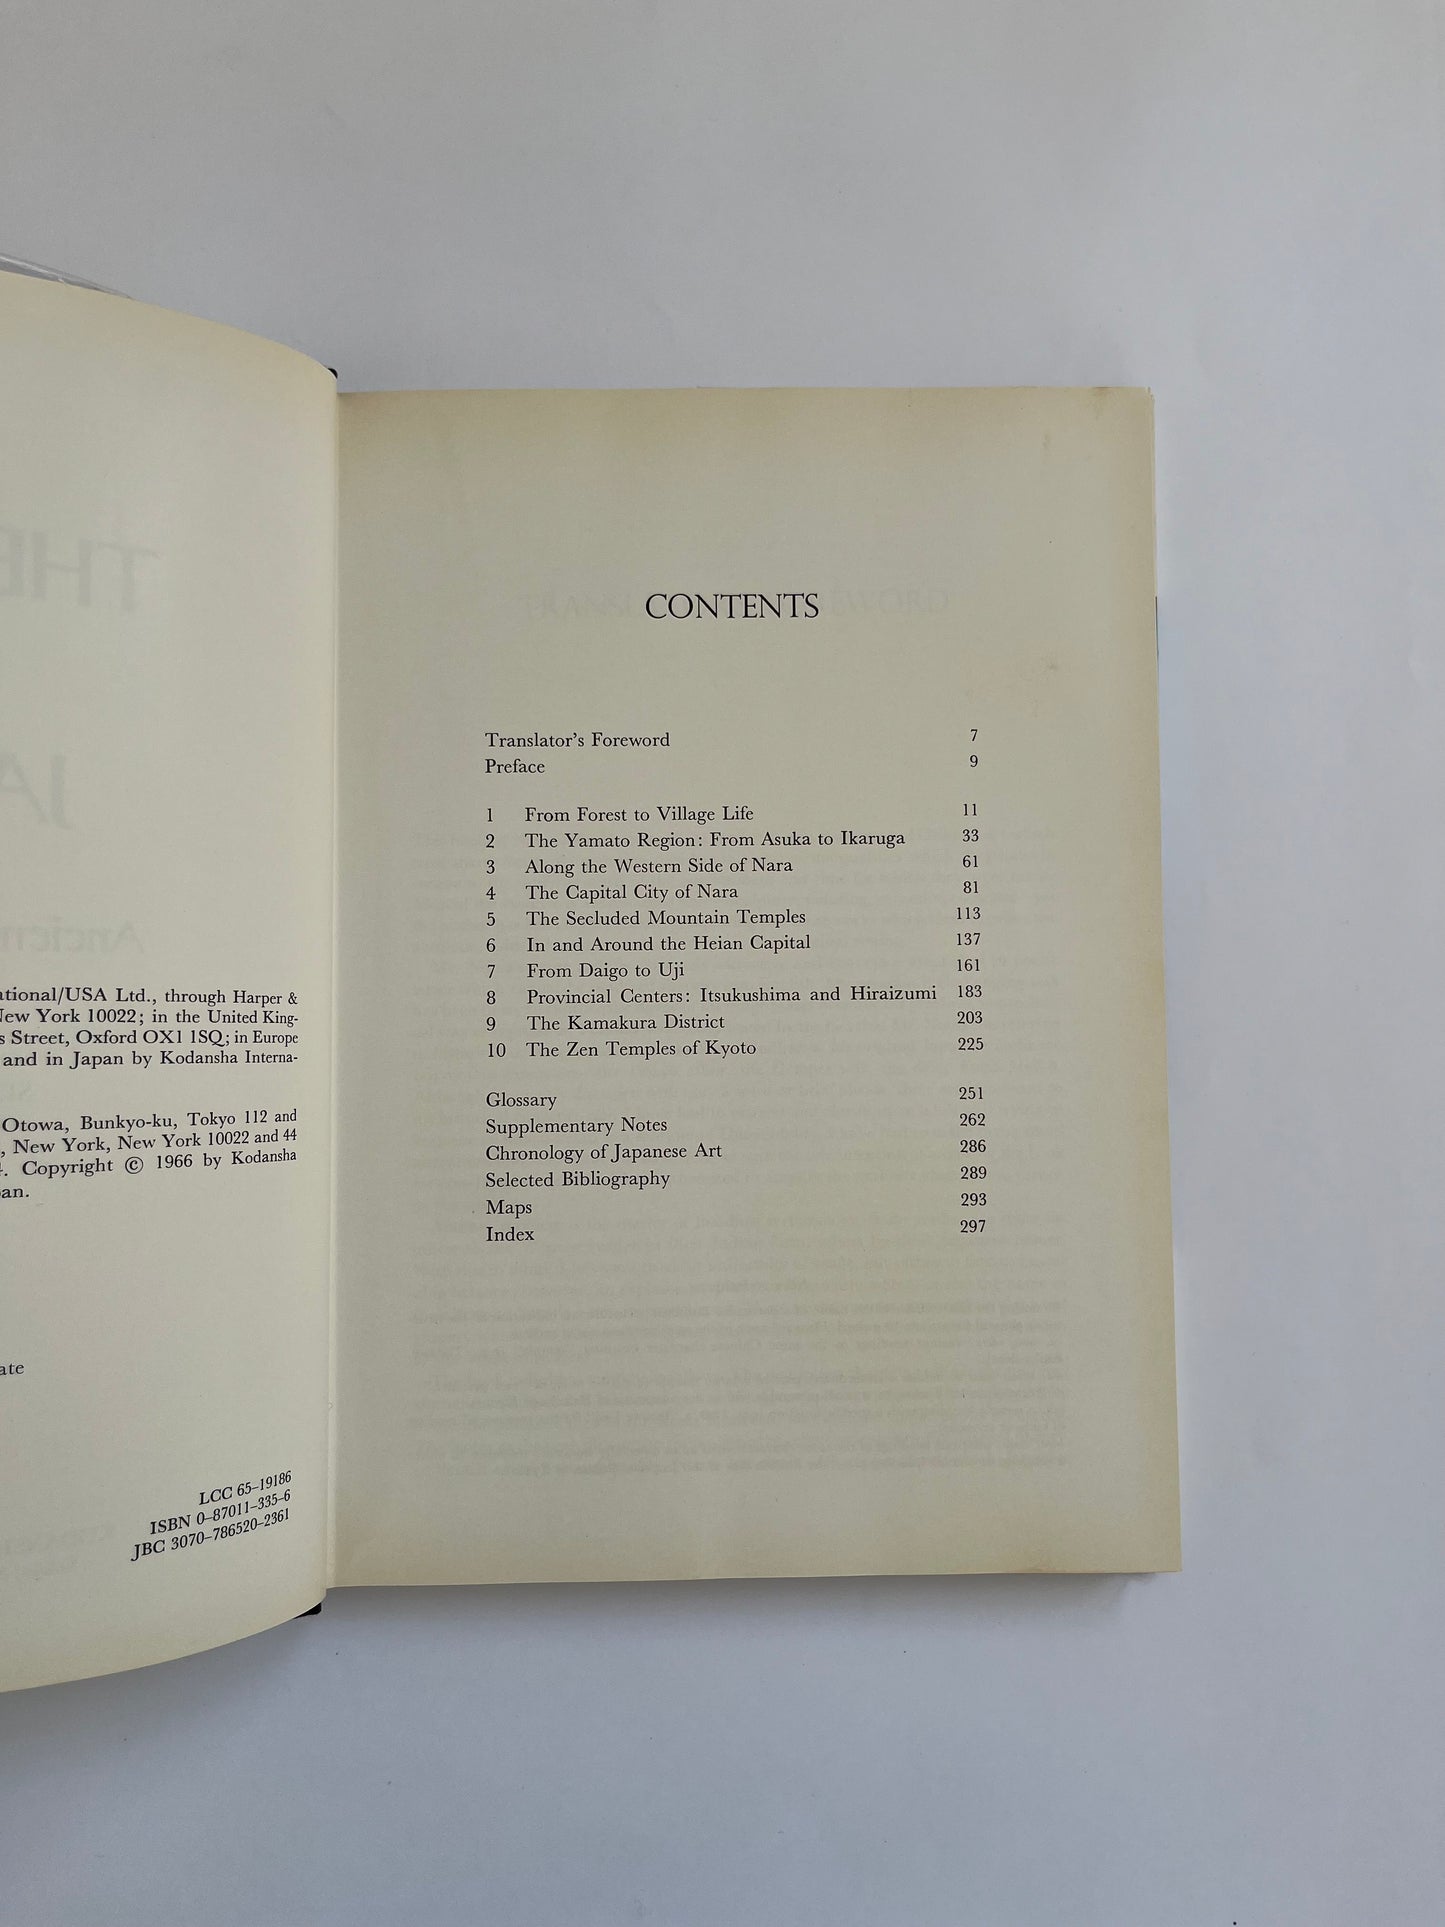 THE
JA
Ancien
ational/USA Ltd., through Harper &
New York 10022; in the United King-
s Street, Oxford OX1 1SQ; in Europe
and in Japan by Kodansha Interna-
Otowa, Bunkyo-ku, Tokyo 112 and
, New York, New York 10022 and 44
4. Copyright © 1966 by Kodansha
pan.
ate
LCC 65–19186
ISBN 0–87011–335–6
JBC 3070–786520–2361
CONTENTS
Translator's Foreword 7
Preface 9
1 From Forest to Village Life 11
2 The Yamato Region: From Asuka to Ikaruga 33
3 Along the Western Side of Nara 61
4 The Capital City of Nara 81
5 The Secluded Mountain Temples 113
6 In and Around the Heian Capital 137
7 From Daigo to Uji 161
8 Provincial Centers: Itsukushima and Hiraizumi 183
9 The Kamakura District 203
10 The Zen Temples of Kyoto 225
Glossary 251
Supplementary Notes 262
Chronology of Japanese Art 286
Selected Bibliography 289
Maps 293
Index 297